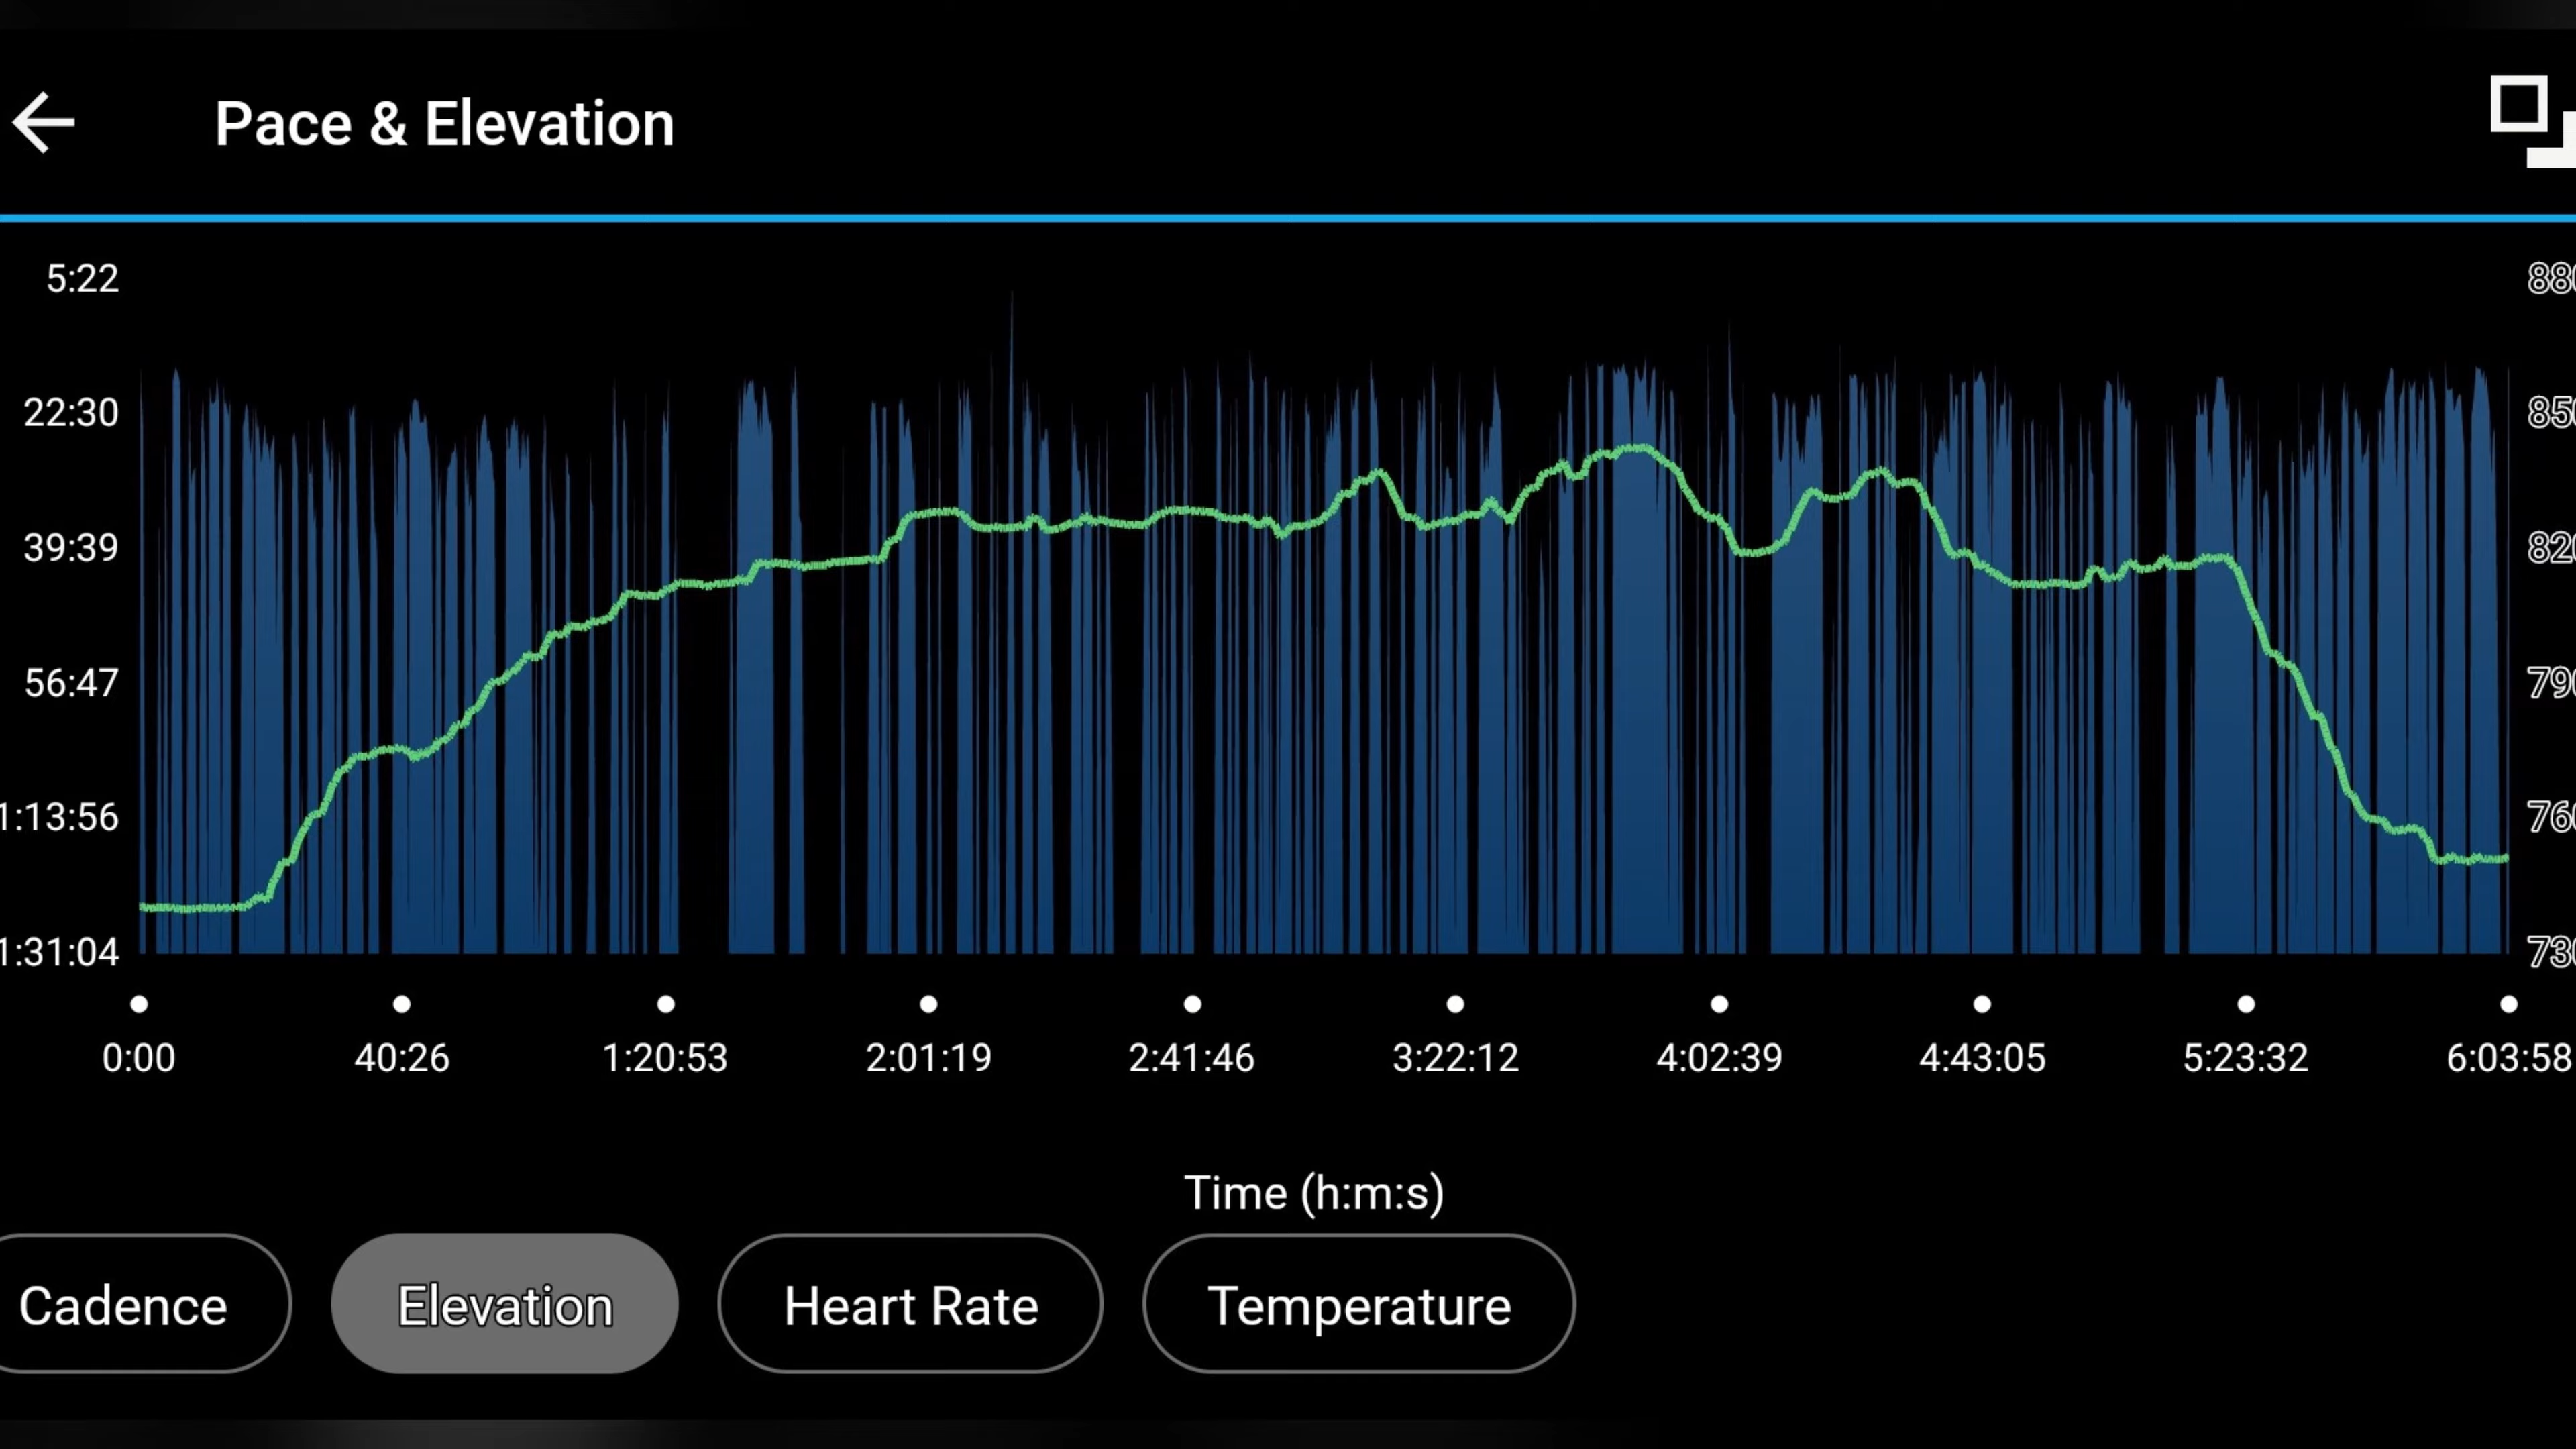 Pace & Elevation
5:22
22:30
39:39
56:47
1:13:56
1:31:04
0:00
40:26
1:20:53
2:01:19
2:41:46
3:22:12
4:02:39
4:43:05
5:23:32
6:03:58
Time (h:m:s)
Cadence
Elevation
Heart Rate
Temperature